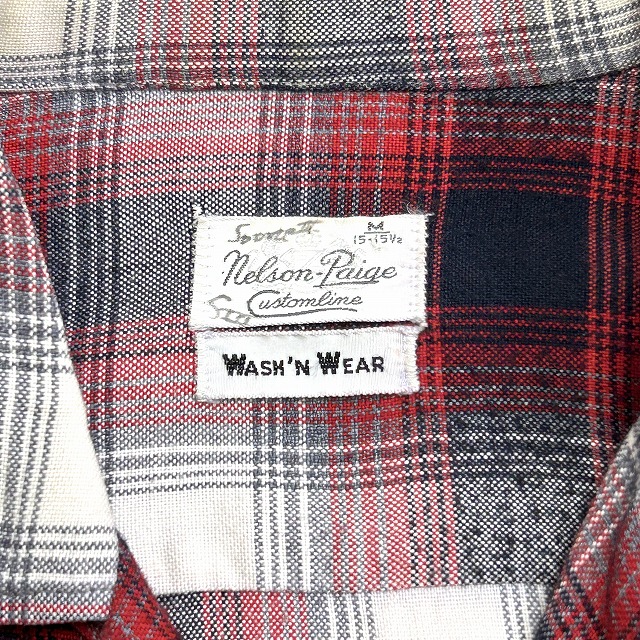 M
15-15½
Nelson-Paige
Customline
WASH'N WEAR